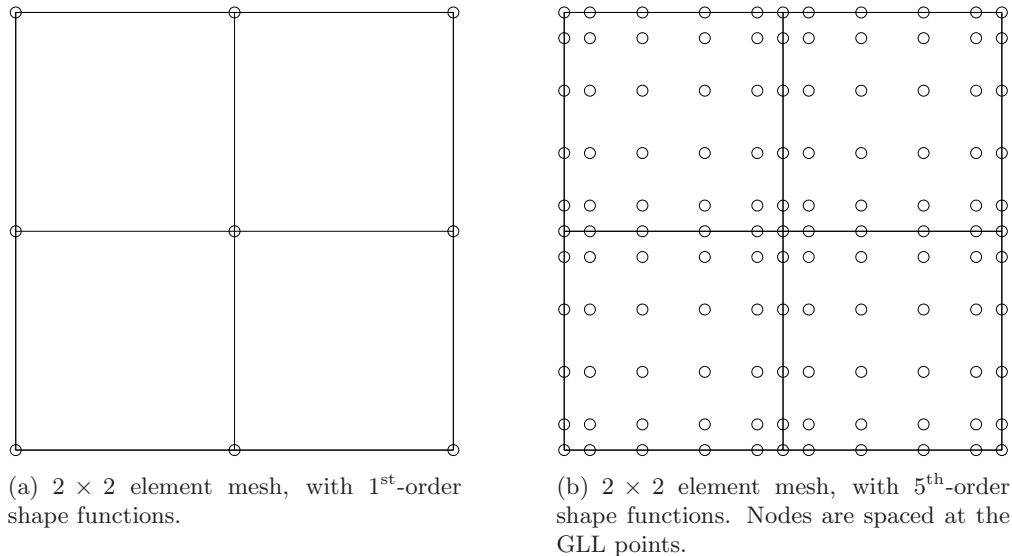 (a) 2 × 2 element mesh, with 1st-order
shape functions.
(b) 2 × 2 element mesh, with 5th-order
shape functions. Nodes are spaced at the
GLL points.